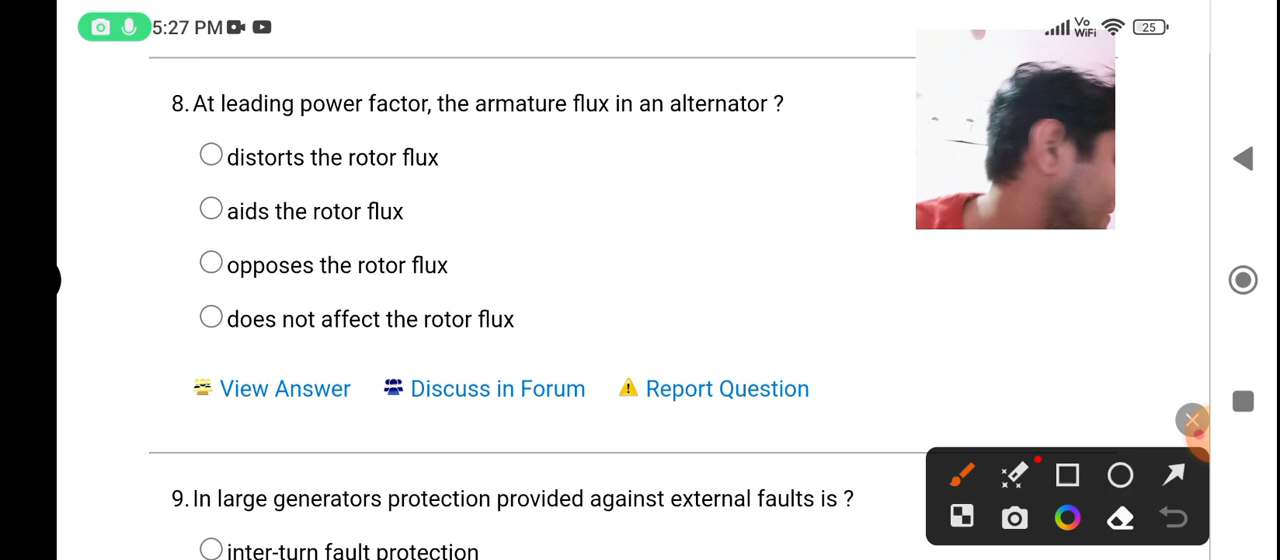 5:27 PM
Vo
WiFi
25
8. At leading power factor, the armature flux in an alternator ?
distorts the rotor flux
aids the rotor flux
opposes the rotor flux
does not affect the rotor flux
View Answer Discuss in Forum Report Question
9. In large generators protection provided against external faults is ?
inter-turn fault protection